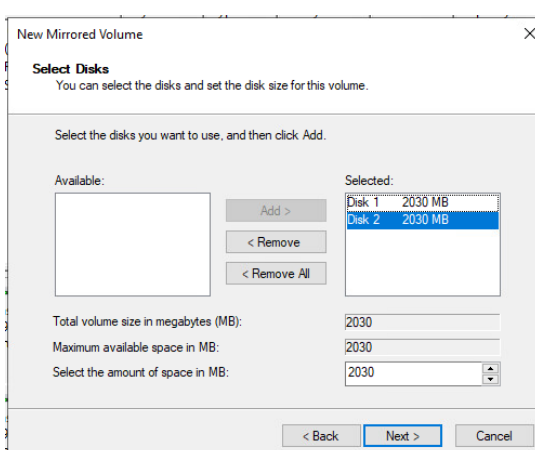 New Mirrored Volume
Select Disks
You can select the disks and set the disk size for this volume.
Select the disks you want to use, and then click Add.
Available:
Selected:
Add >
< Remove
< Remove All
Disk 1 2030 MB
Disk 2 2030 MB
Total volume size in megabytes (MB): 2030
Maximum available space in MB: 2030
Select the amount of space in MB: 2030
< Back Next > Cancel